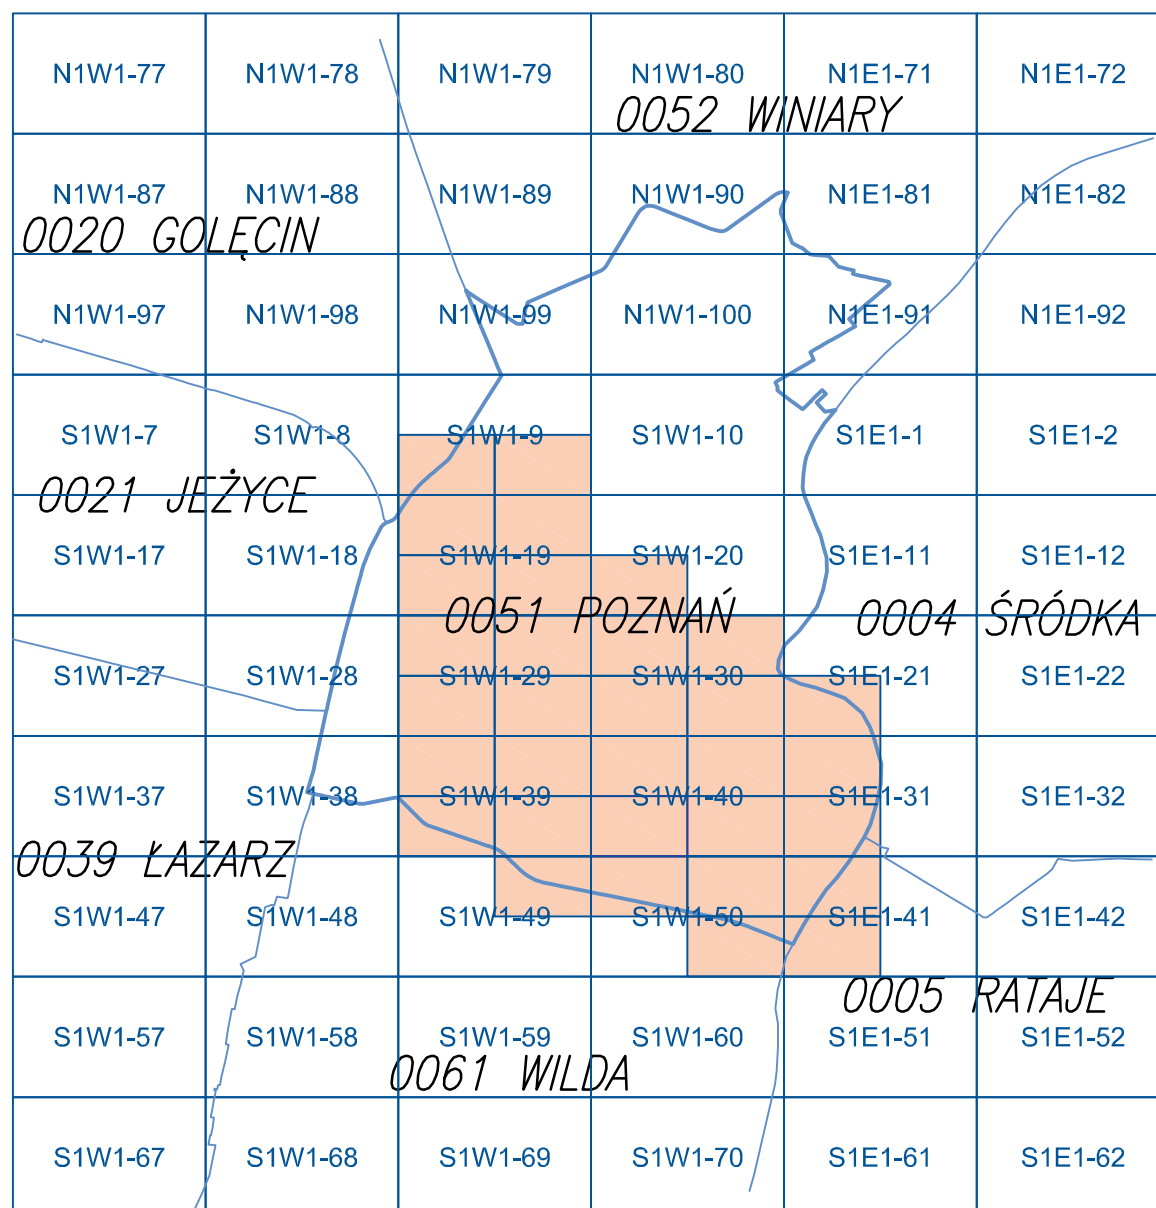 N1W1-77 N1W1-78 N1W1-79 N1W1-80 N1E1-71 N1E1-72
0052 WINIARY
N1W1-87 N1W1-88 N1W1-89 N1W1-90 N1E1-81 N1E1-82
0020 GOLĘCIN
N1W1-97 N1W1-98 N1W1-99 N1W1-100 N1E1-91 N1E1-92
S1W1-7 S1W1-8 S1W1-9 S1W1-10 S1E1-1 S1E1-2
0021 JEŻYCE
S1W1-17 S1W1-18 S1W1-19 S1W1-20 S1E1-11 S1E1-12
0051 POZNAŃ 0004 ŚRÓDKA
S1W1-27 S1W1-28 S1W1-29 S1W1-30 S1E1-21 S1E1-22
S1W1-37 S1W1-38 S1W1-39 S1W1-40 S1E1-31 S1E1-32
0039 ŁAZARZ
S1W1-47 S1W1-48 S1W1-49 S1W1-50 S1E1-41 S1E1-42
0005 RATAJE
S1W1-57 S1W1-58 S1W1-59 S1W1-60 S1E1-51 S1E1-52
0061 WILDA
S1W1-67 S1W1-68 S1W1-69 S1W1-70 S1E1-61 S1E1-62